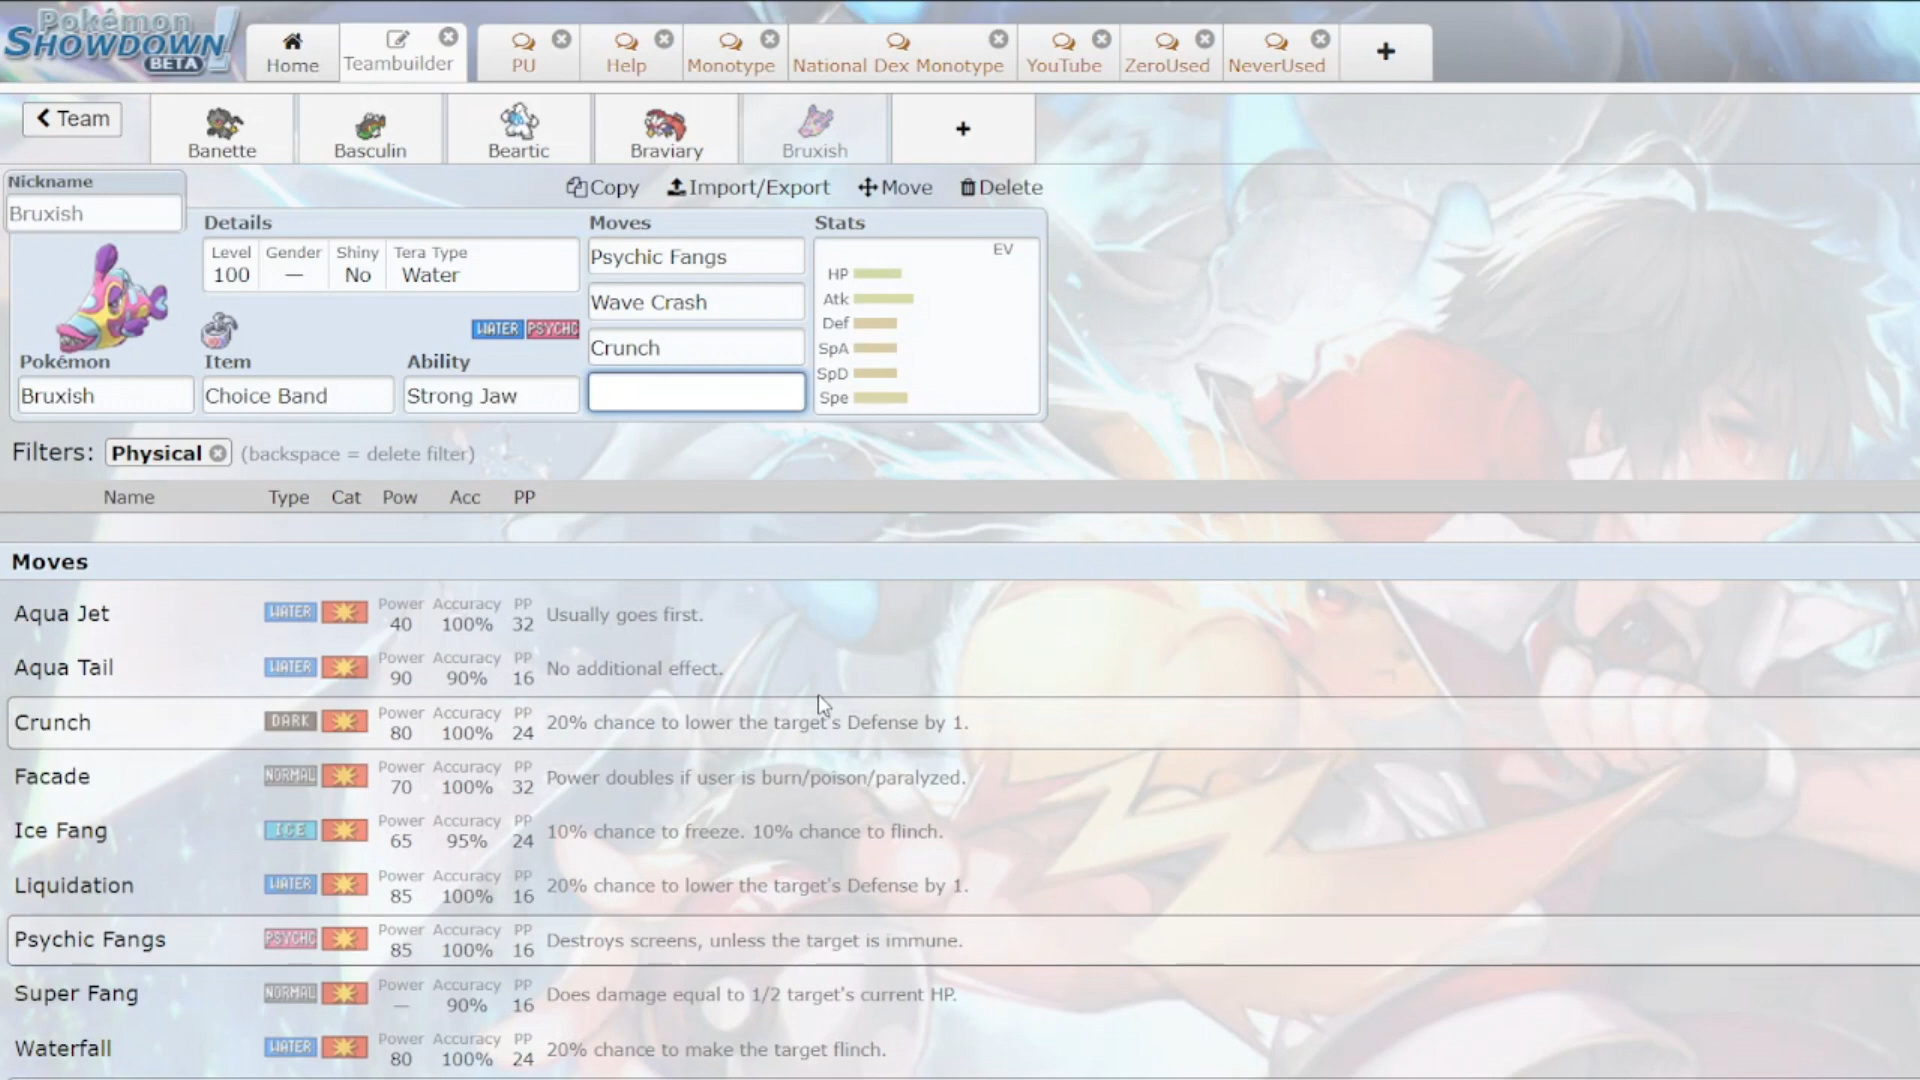 Pokémon
SHOWDOWN!
BETA
Home
Teambuilder
PU
Help
Monotype
National Dex Monotype
YouTube
ZeroUsed
NeverUsed
+
Team
Banette
Basculin
Beartic
Braviary
Bruxish
+
Nickname
Bruxish
Copy
Import/Export
Move
Delete
Details
Moves
Stats
Level
Gender
Shiny
Tera Type
100
—
No
Water
Psychic Fangs
Wave Crash
Crunch
EV
HP
Atk
Def
SpA
SpD
Spe
WATER PSYCHC
Pokémon
Item
Ability
Bruxish
Choice Band
Strong Jaw
Filters: Physical (backspace = delete filter)
Name Type Cat Pow Acc PP
Moves
Aqua Jet WATER Power 40 Accuracy 100% PP 32 Usually goes first.
Aqua Tail WATER Power 90 Accuracy 90% PP 16 No additional effect.
Crunch DARK Power 80 Accuracy 100% PP 24 20% chance to lower the target's Defense by 1.
Facade NORMAL Power 70 Accuracy 100% PP 32 Power doubles if user is burn/poison/paralyzed.
Ice Fang ICE Power 65 Accuracy 95% PP 24 10% chance to freeze. 10% chance to flinch.
Liquidation WATER Power 85 Accuracy 100% PP 16 20% chance to lower the target's Defense by 1.
Psychic Fangs PSYCHC Power 85 Accuracy 100% PP 16 Destroys screens, unless the target is immune.
Super Fang NORMAL Power — Accuracy 90% PP 16 Does damage equal to 1/2 target's current HP.
Waterfall WATER Power 80 Accuracy 100% PP 24 20% chance to make the target flinch.